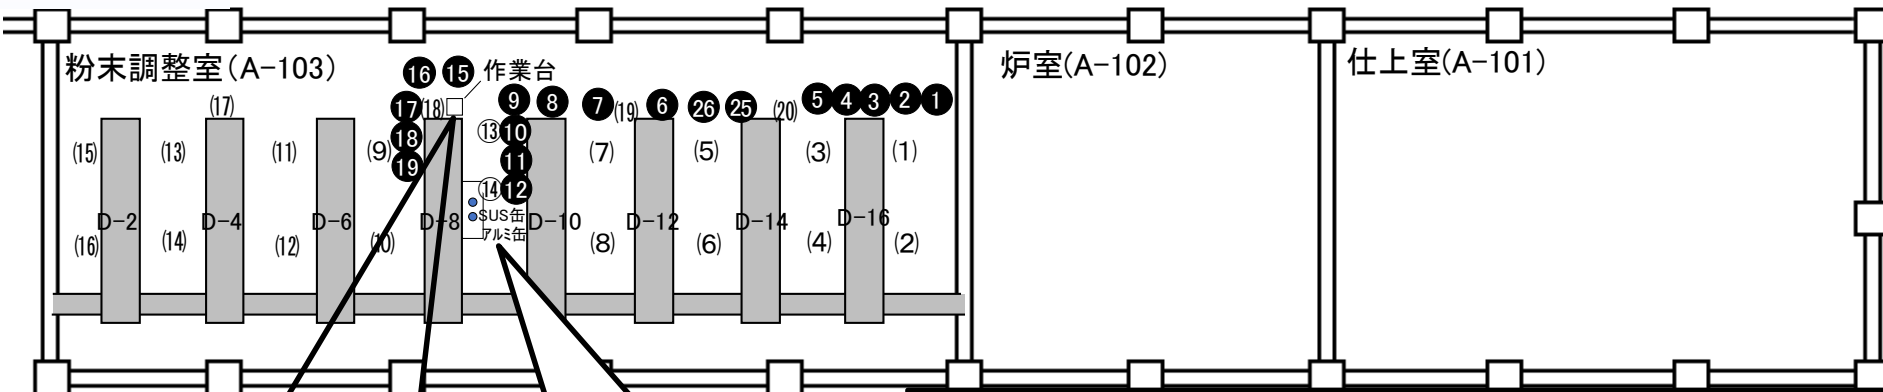 粉末調整室(A-103)
炉室(A-102)
仕上室(A-101)
16 15 作業台
(17) 17 (18) 9 8 7 (19) 6 26 25 (20) 5 4 3 2 1
18 ⑬ 10
(15) (13) (11) (9) 19 11 (7) (5) (3) (1)
⑭ 12
D-2 D-4 D-6 D-8 SUS缶 D-10 D-12 D-14 D-16
アルミ缶
(16) (14) (12) (10) (8) (6) (4) (2)